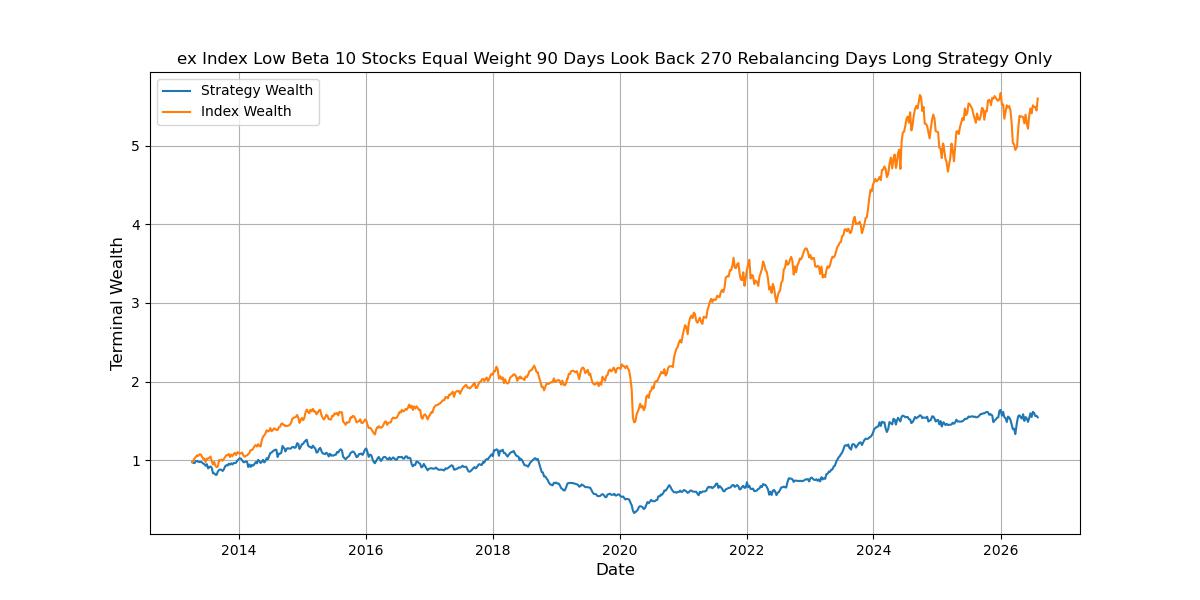 ex Index Low Beta 10 Stocks Equal Weight 90 Days Look Back 270 Rebalancing Days Long Strategy Only
Strategy Wealth
Index Wealth
Terminal Wealth
5
4
3
2
1
2014 2016 2018 2020 2022 2024 2026
Date